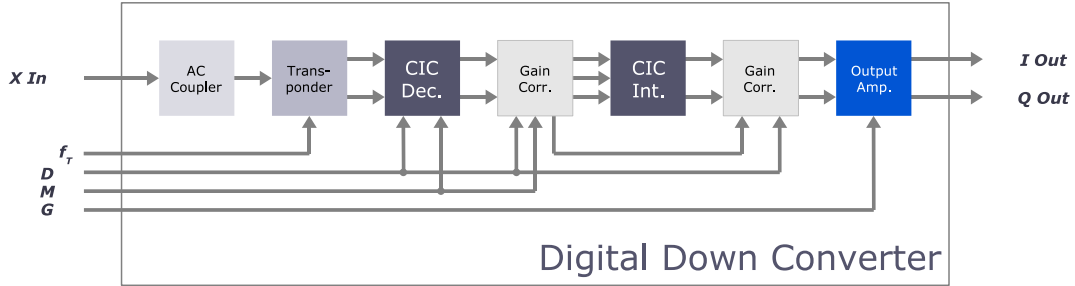 X In
AC
Coupler
Trans-
ponder
CIC
Dec.
Gain
Corr.
CIC
Int.
Gain
Corr.
Output
Amp.
I Out
Q Out
f_T
D
M
G
Digital Down Converter